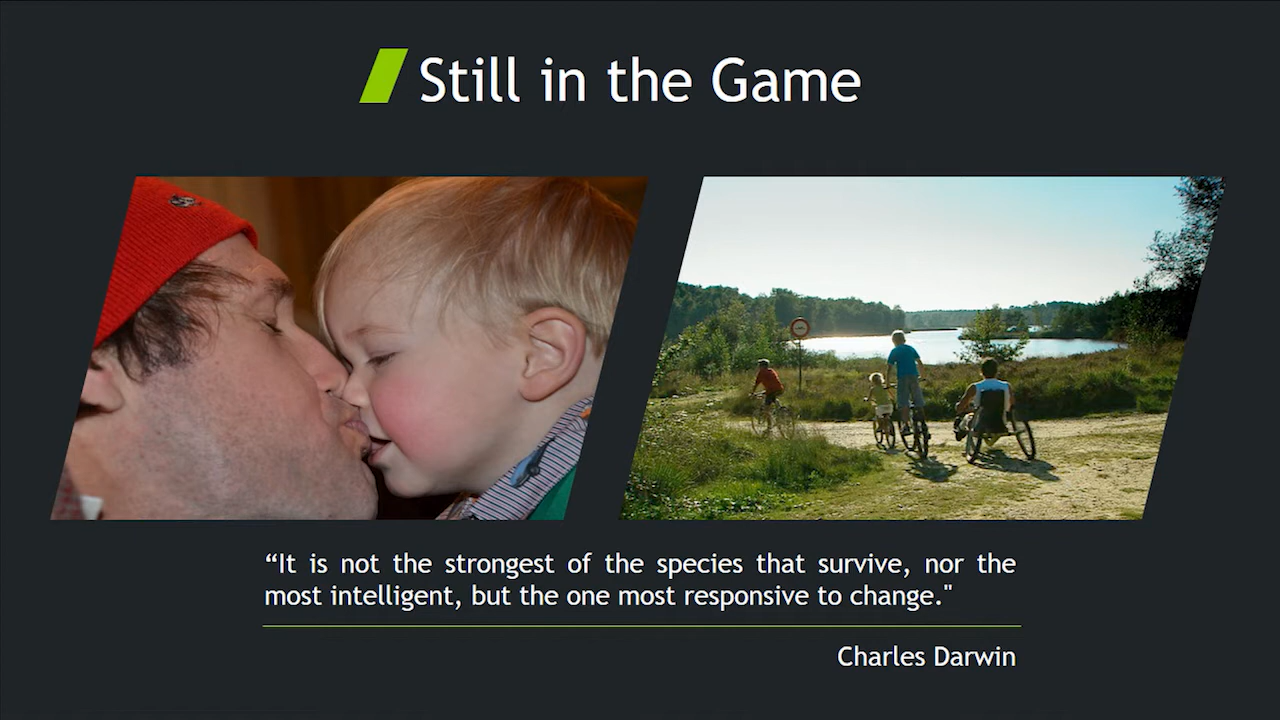 Still in the Game
“It is not the strongest of the species that survive, nor the
most intelligent, but the one most responsive to change."
Charles Darwin